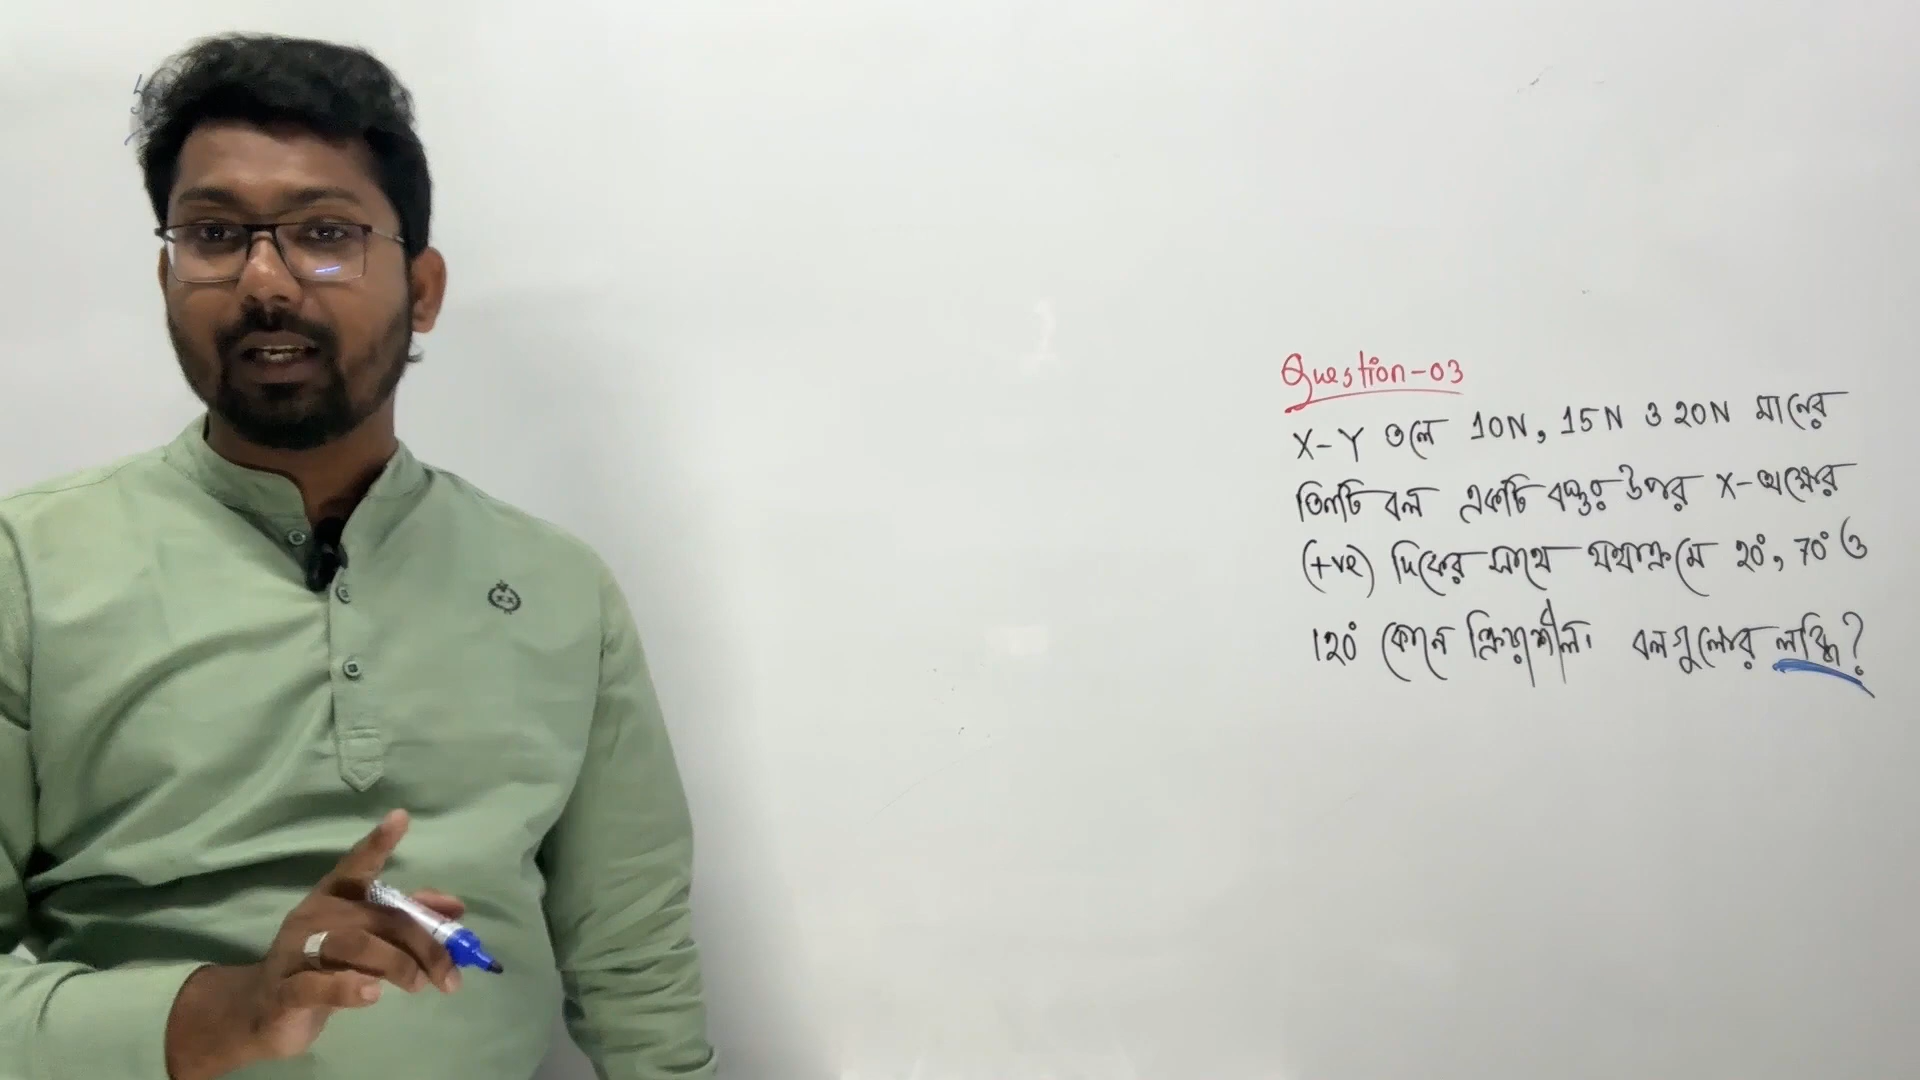 Question-03
X-Y তলে 10N, 15N ও 20N মানের
তিনটি বল একটি বস্তুর উপর X-অক্ষের
(+ve) দিকের সাথে যথাক্রমে 20°, 70° ও
120° কোনে ক্রিয়াশীল। বলগুলোর লব্ধি?